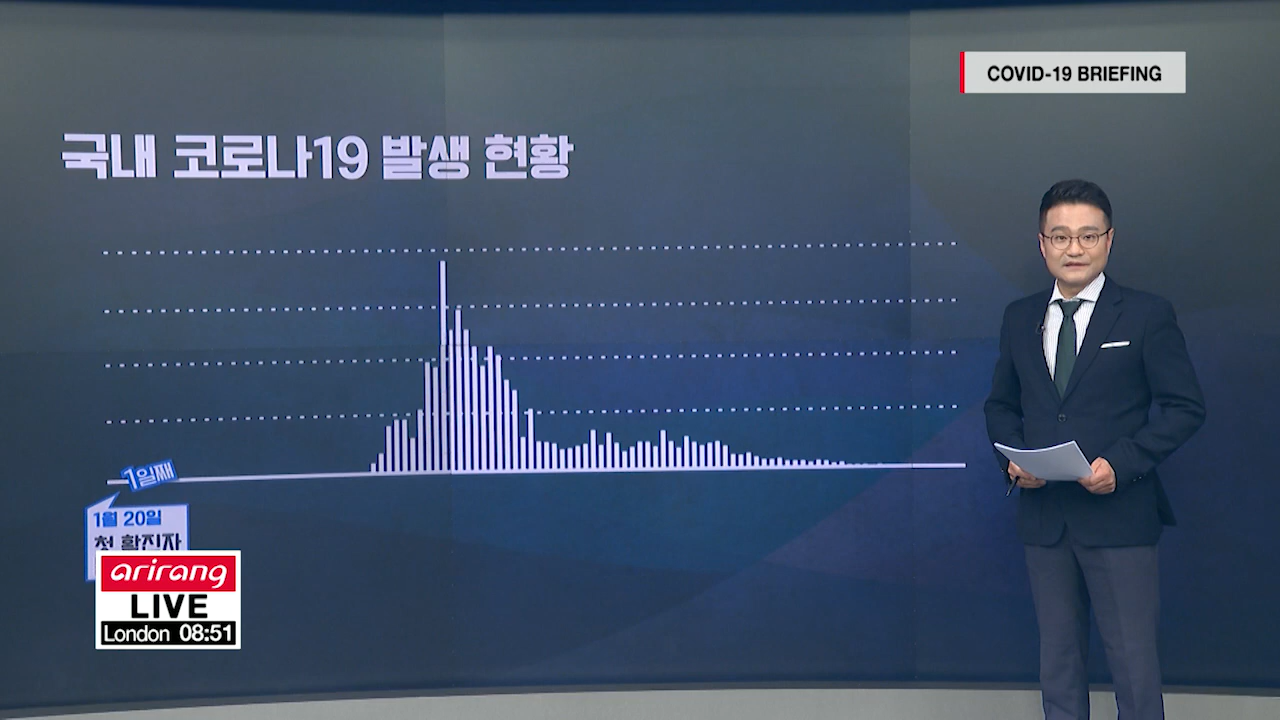 COVID-19 BRIEFING
국내 코로나19 발생 현황
1일째
1월 20일
첫 확진자
arirang
LIVE
London 08:51